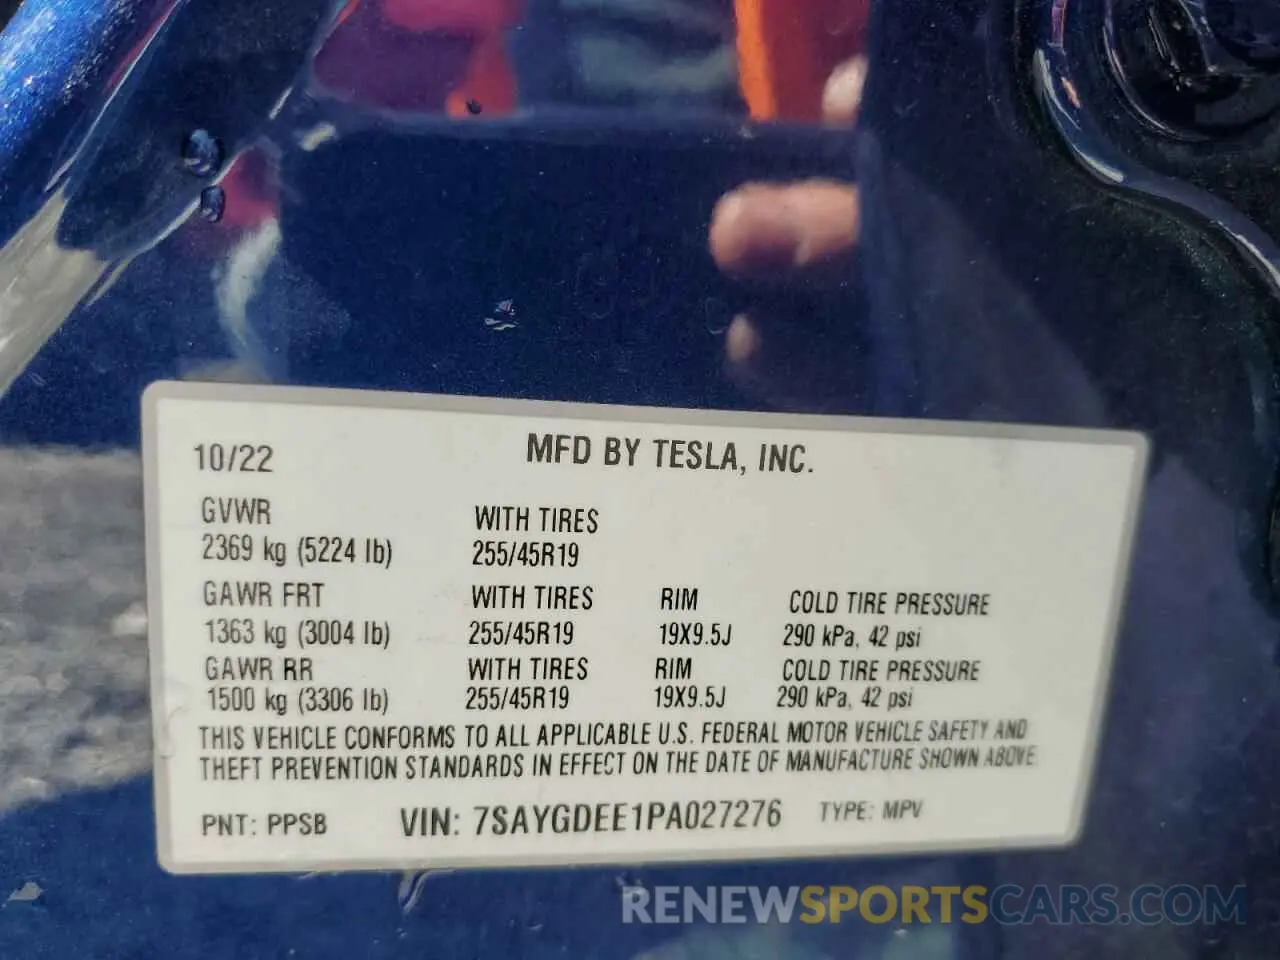 10/22 MFD BY TESLA, INC.
GVWR WITH TIRES
2369 kg (5224 lb) 255/45R19
GAWR FRT WITH TIRES RIM COLD TIRE PRESSURE
1363 kg (3004 lb) 255/45R19 19X9.5J 290 kPa, 42 psi
GAWR RR WITH TIRES RIM COLD TIRE PRESSURE
1500 kg (3306 lb) 255/45R19 19X9.5J 290 kPa, 42 psi
THIS VEHICLE CONFORMS TO ALL APPLICABLE U.S. FEDERAL MOTOR VEHICLE SAFETY AND
THEFT PREVENTION STANDARDS IN EFFECT ON THE DATE OF MANUFACTURE SHOWN ABOVE
PNT: PPSB VIN: 7SAYGDEE1PA027276 TYPE: MPV
RENEWSPORTSCARS.COM